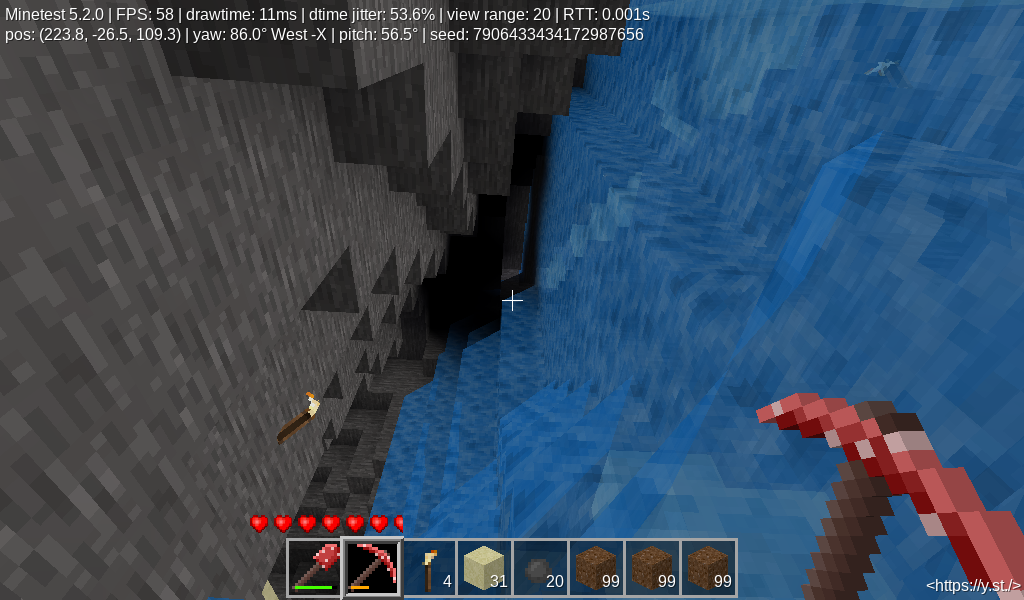 Minetest 5.2.0 | FPS: 58 | drawtime: 11ms | dtime jitter: 53.6% | view range: 20 | RTT: 0.001s
pos: (223.8, -26.5, 109.3) | yaw: 86.0° West -X | pitch: 56.5° | seed: 7906433434172987656
4 31 20 99 99 99
<https://y.st./>